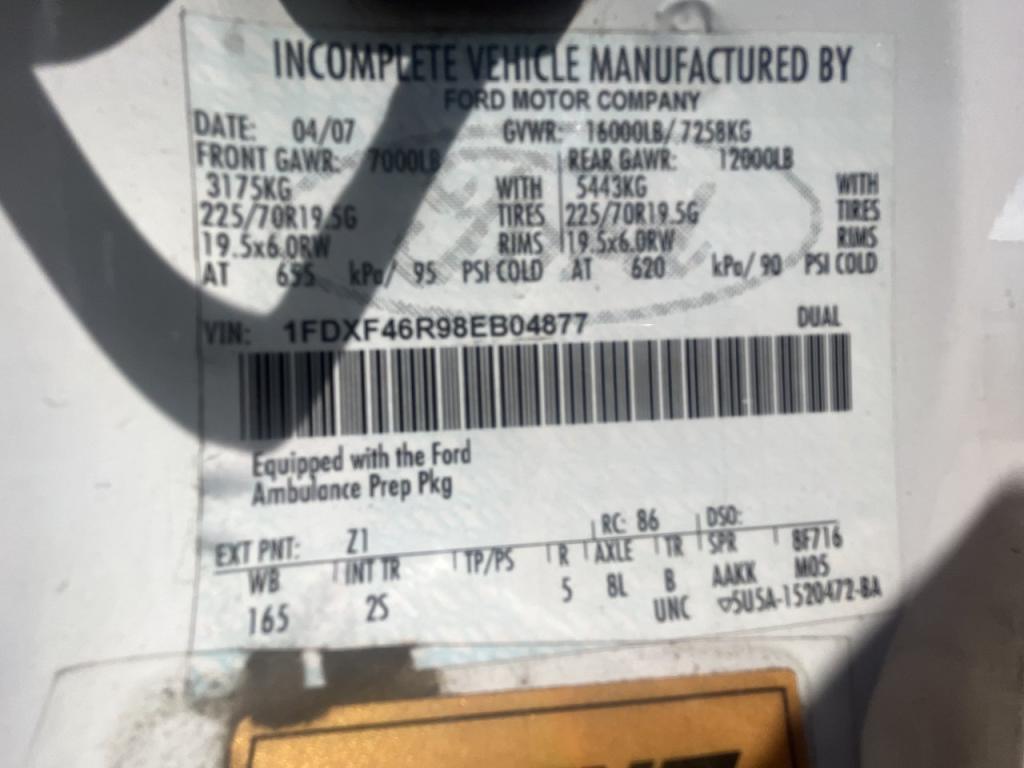 INCOMPLETE VEHICLE MANUFACTURED BY
FORD MOTOR COMPANY
DATE: 04/07 GVWR: 16000LB/ 7258KG
FRONT GAWR: 7000LB REAR GAWR: 12000LB
3175KG WITH 5443KG WITH
225/70R19.5G TIRES 225/70R19.5G TIRES
19.5x6.0RW RIMS 19.5x6.0RW RIMS
AT 655 kPa/ 95 PSI COLD AT 620 kPa/ 90 PSI COLD
VIN: 1FDXF46R98EB04877 DUAL
Equipped with the Ford
Ambulance Prep Pkg
EXT PNT: Z1 RC: 86 DSO:
WB INT TR TP/PS R AXLE TR SPR 8F716
165 2S 5 8L B AAKK M05
UNC 5U5A-1520472-BA